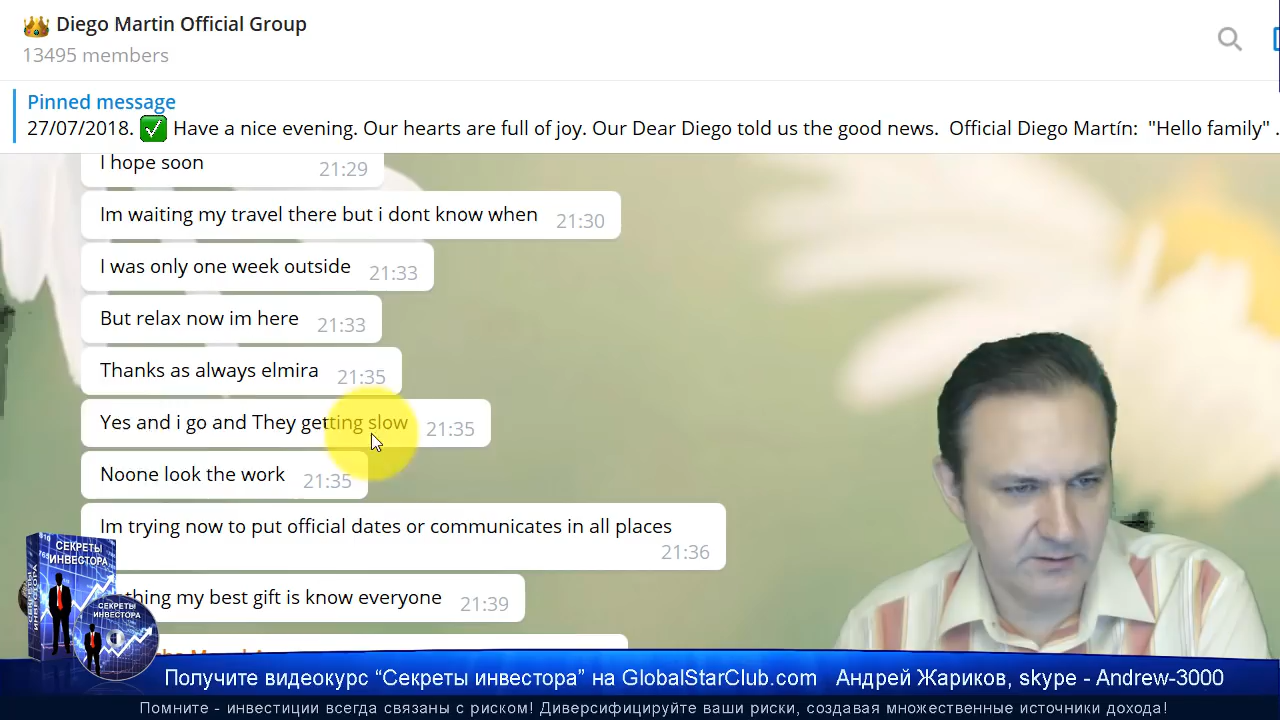 👑 Diego Martin Official Group
13495 members
Pinned message
27/07/2018. ✅ Have a nice evening. Our hearts are full of joy. Our Dear Diego told us the good news. Official Diego Martín: "Hello family" .
I hope soon 21:29
Im waiting my travel there but i dont know when 21:30
I was only one week outside 21:33
But relax now im here 21:33
Thanks as always elmira 21:35
Yes and i go and They getting slow 21:35
Noone look the work 21:35
Im trying now to put official dates or communicates in all places
21:36
my best gift is know everyone 21:39
СЕКРЕТЫ
ИНВЕСТОРА
СЕКРЕТЫ
ИНВЕСТОРА
Получите видеокурс “Секреты инвестора” на GlobalStarClub.com Андрей Жариков, skype - Andrew-3000
Помните - инвестиции всегда связаны с риском! Диверсифицируйте ваши риски, создавая множественные источники дохода!